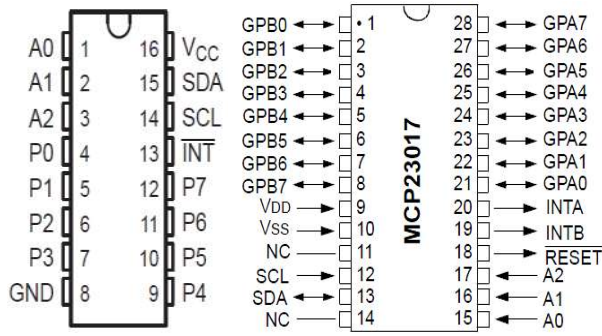 A0 1 16 VCC
A1 2 15 SDA
A2 3 14 SCL
P0 4 13 INT
P1 5 12 P7
P2 6 11 P6
P3 7 10 P5
GND 8 9 P4
GPB0 1 28 GPA7
GPB1 2 27 GPA6
GPB2 3 26 GPA5
GPB3 4 25 GPA4
GPB4 5 24 GPA3
GPB5 6 23 GPA2
GPB6 7 22 GPA1
GPB7 8 21 GPA0
VDD 9 20 INTA
VSS 10 19 INTB
NC 11 18 RESET
SCL 12 17 A2
SDA 13 16 A1
NC 14 15 A0
MCP23017